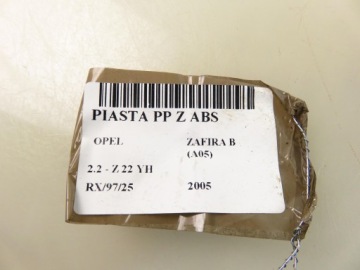 PIASTA PP Z ABS
OPEL ZAFIRA B
(A05)
2.2 - Z 22 YH
RX/97/25 2005